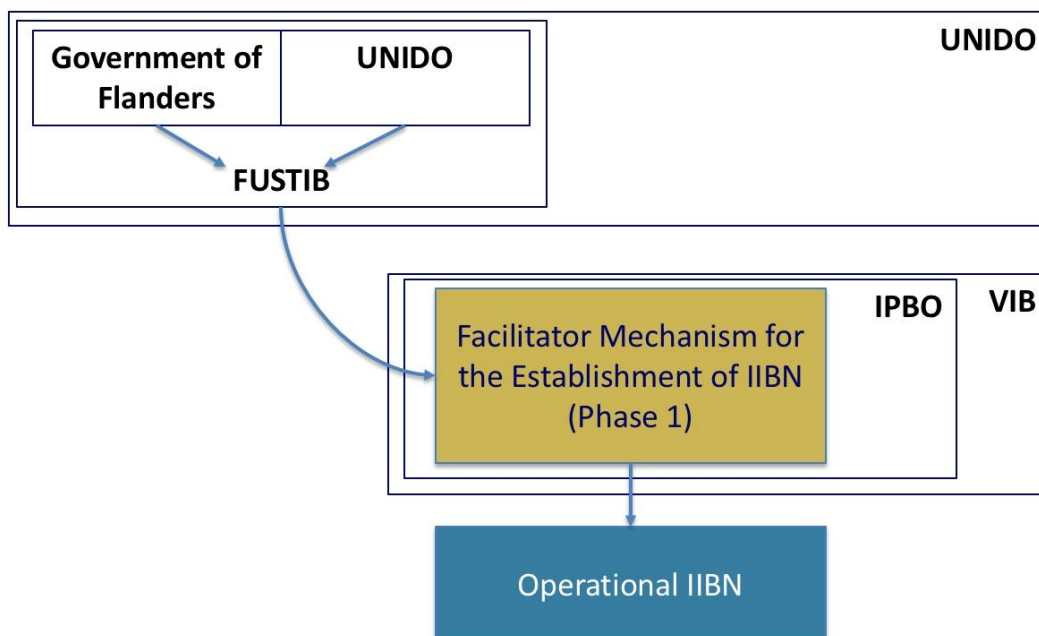 Government of
Flanders
UNIDO
UNIDO
FUSTIB
IPBO
VIB
Facilitator Mechanism for
the Establishment of IIBN
(Phase 1)
Operational IIBN